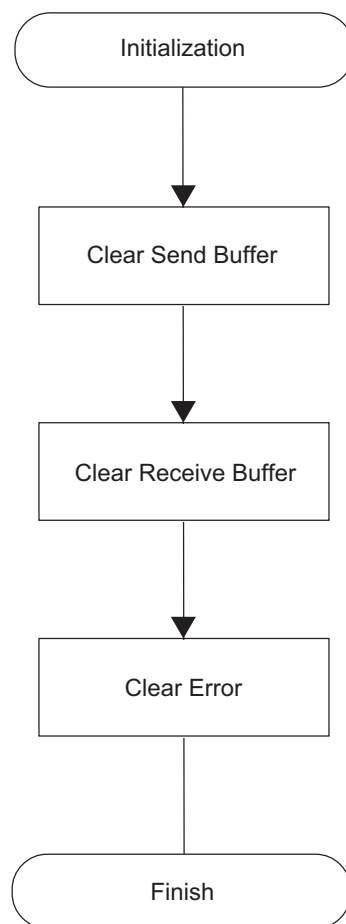 Initialization
Clear Send Buffer
Clear Receive Buffer
Clear Error
Finish